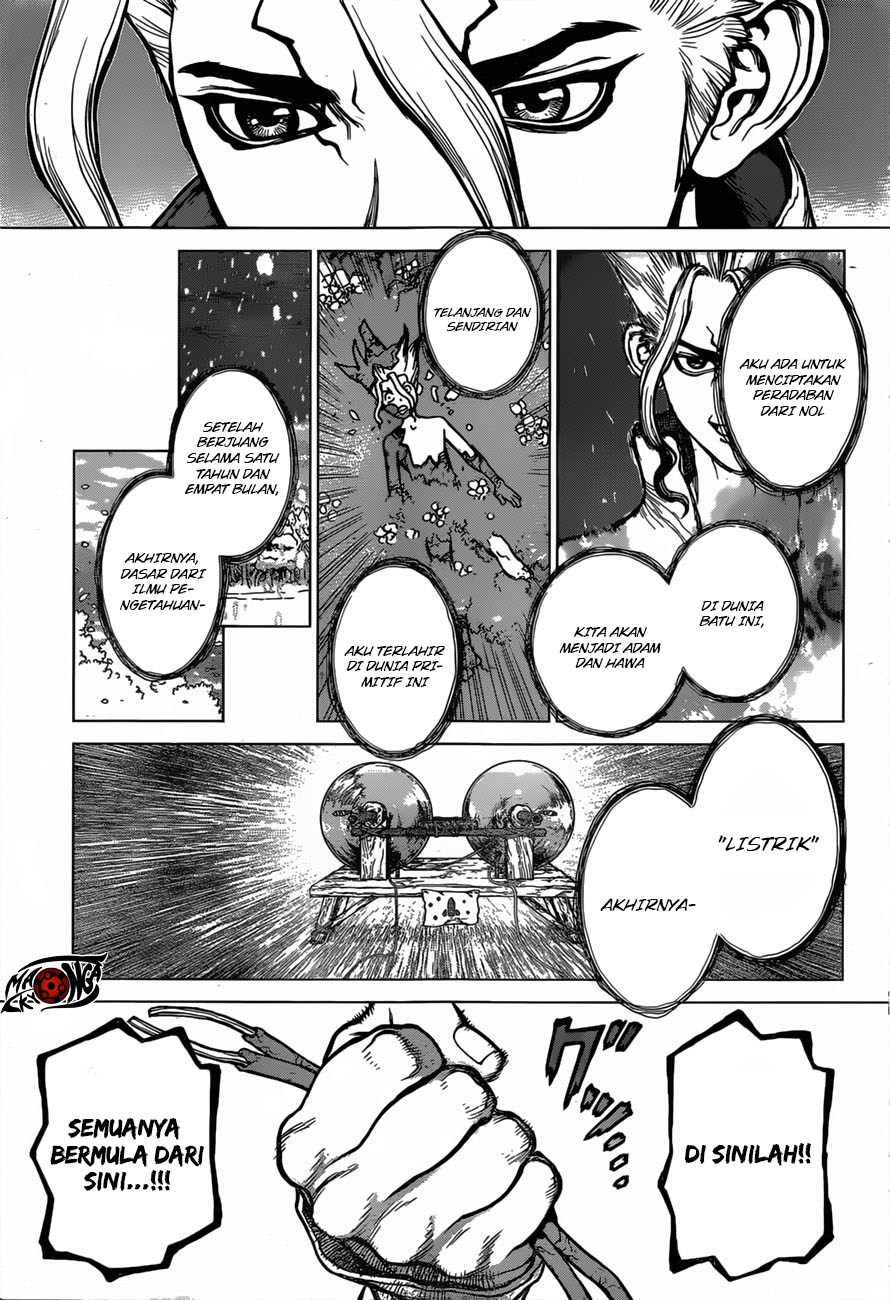 AKU ADA UNTUK
MENCIPTAKAN
PERADABAN
DARI NOL
DI DUNIA
BATU INI,
KITA AKAN
MENJADI ADAM
DAN HAWA
TELANJANG DAN
SENDIRIAN
AKU TERLAHIR
DI DUNIA PRI-
MITIF INI
SETELAH
BERJUANG
SELAMA SATU
TAHUN DAN
EMPAT BULAN,
AKHIRNYA,
DASAR DARI
ILMU PE-
NGETAHUAN-
"LISTRIK"
AKHIRNYA-
DI SINILAH!!
グッ
SEMUANYA
BERMULA DARI
SINI...!!!